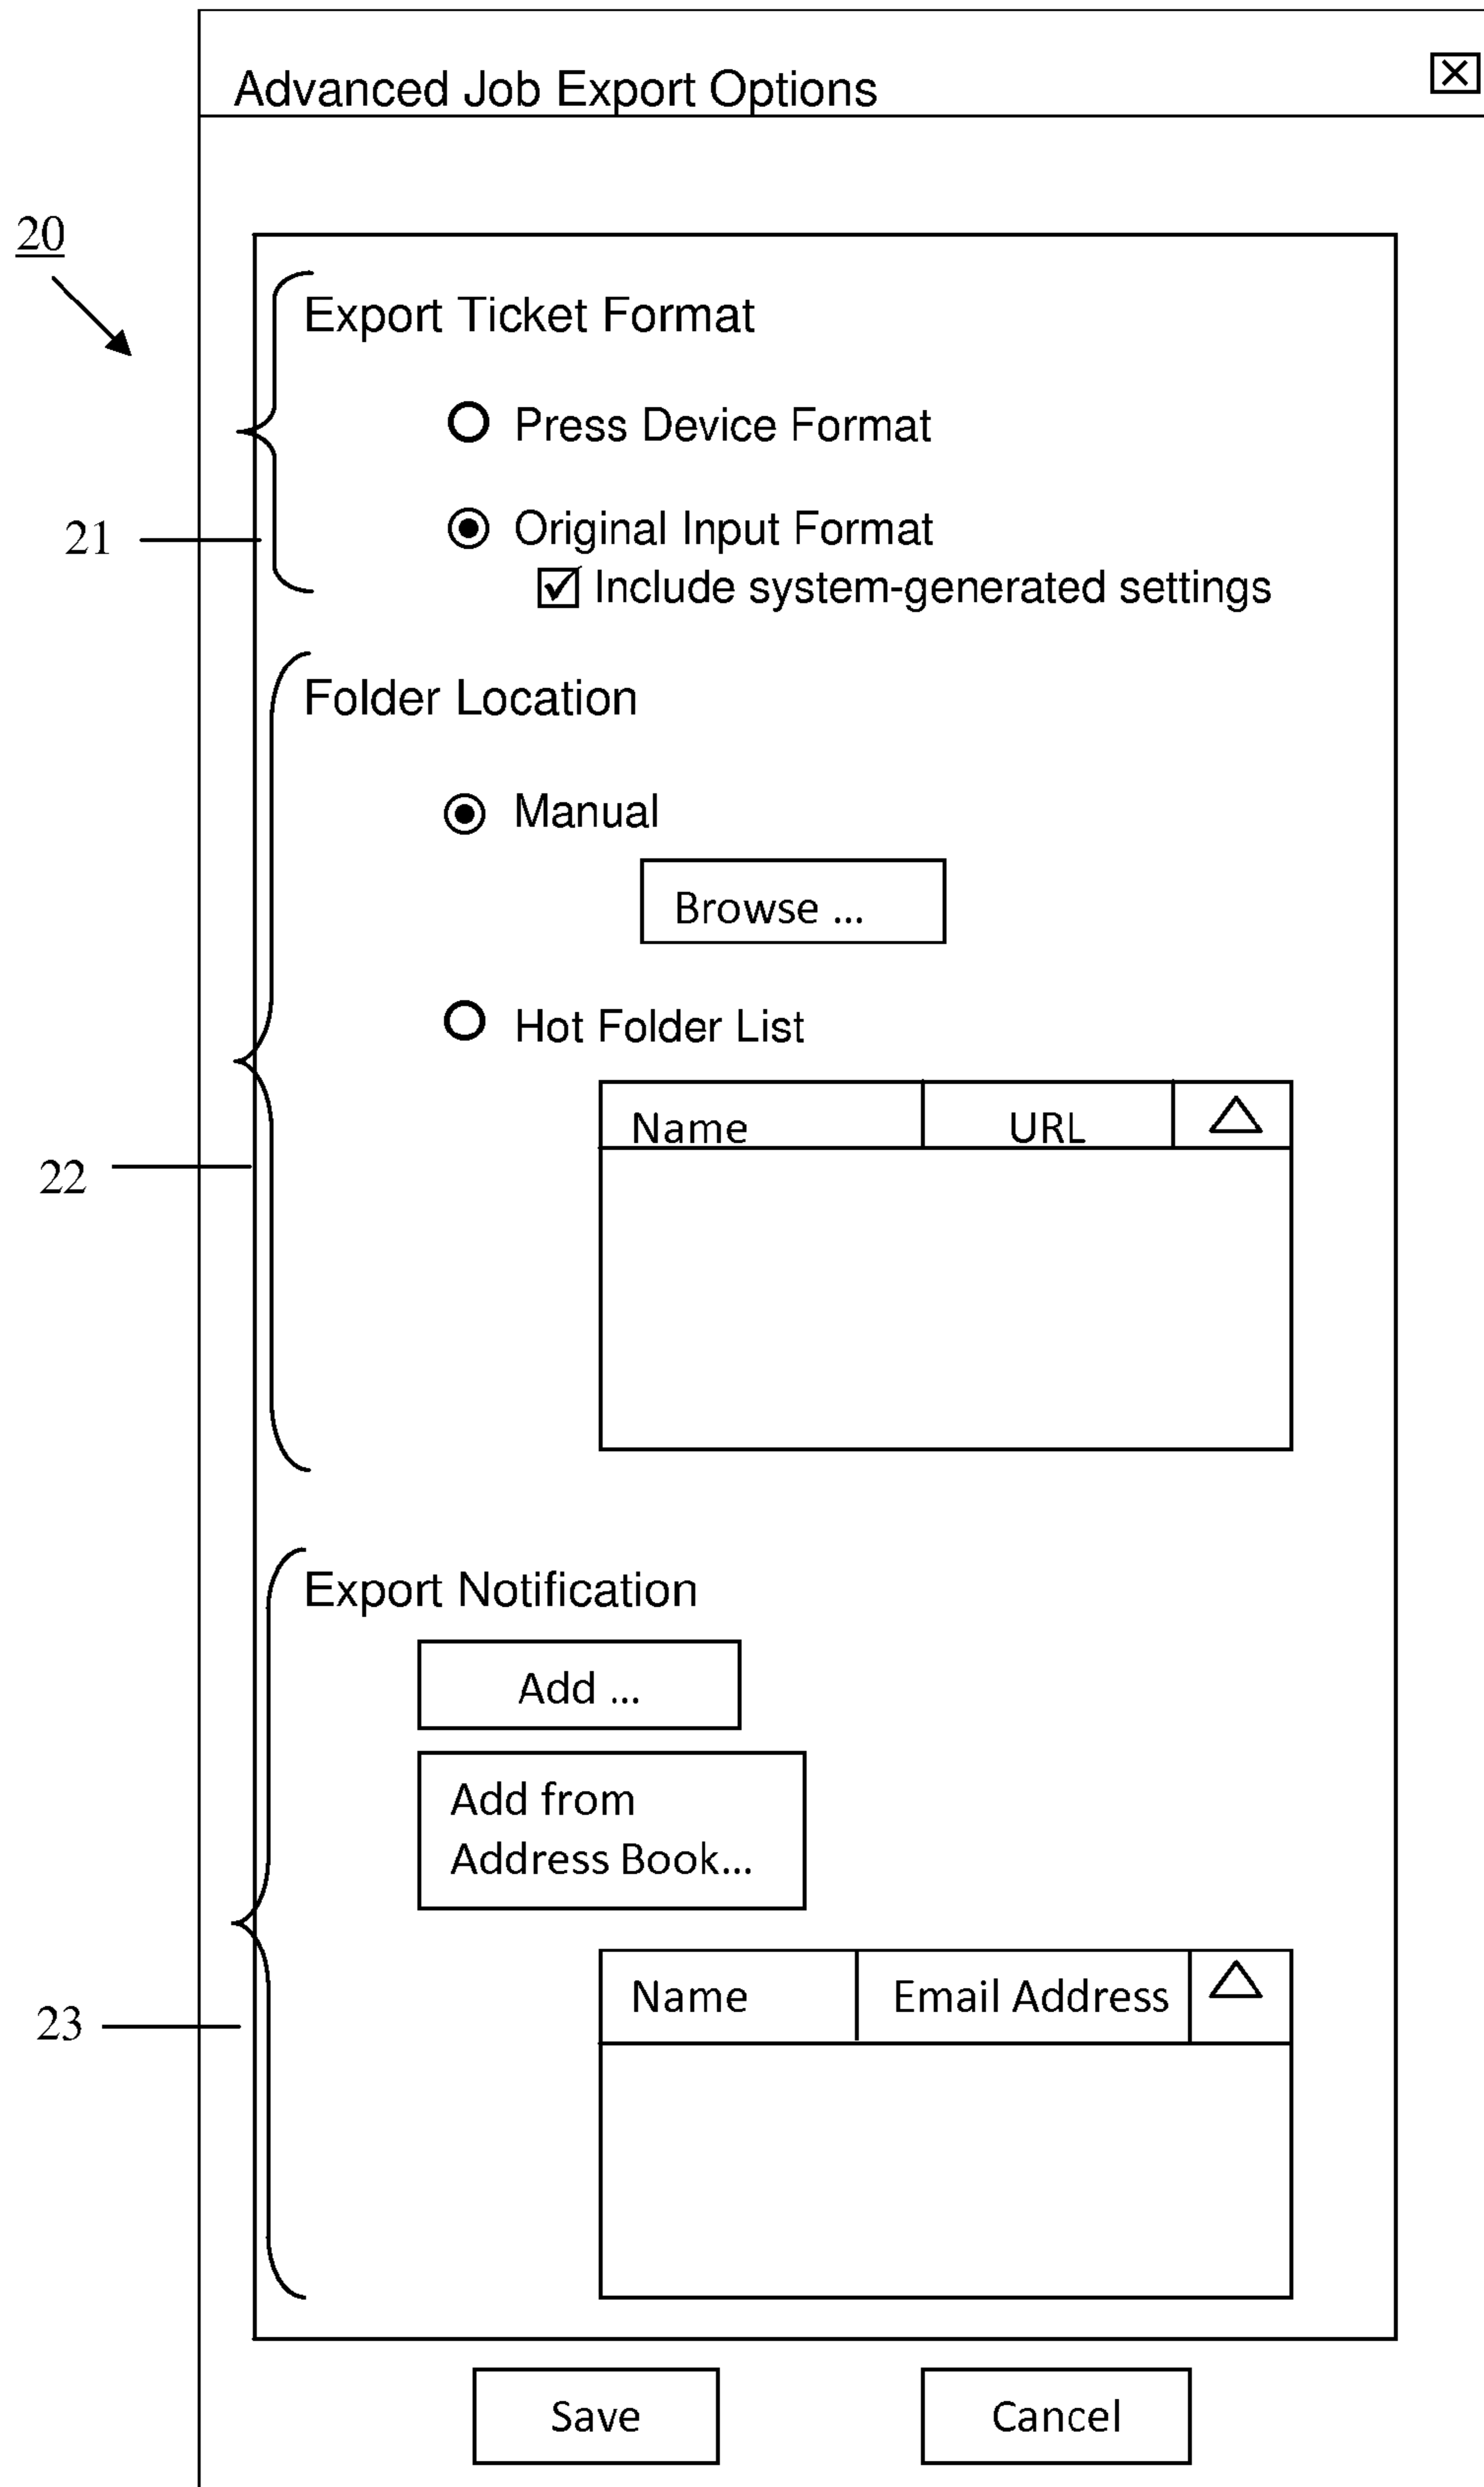 Advanced Job Export Options
20
Export Ticket Format
Press Device Format
21
Original Input Format
Include system-generated settings
Folder Location
Manual
Browse ...
Hot Folder List
Name URL
22
Export Notification
Add ...
Add from
Address Book...
Name Email Address
23
Save Cancel